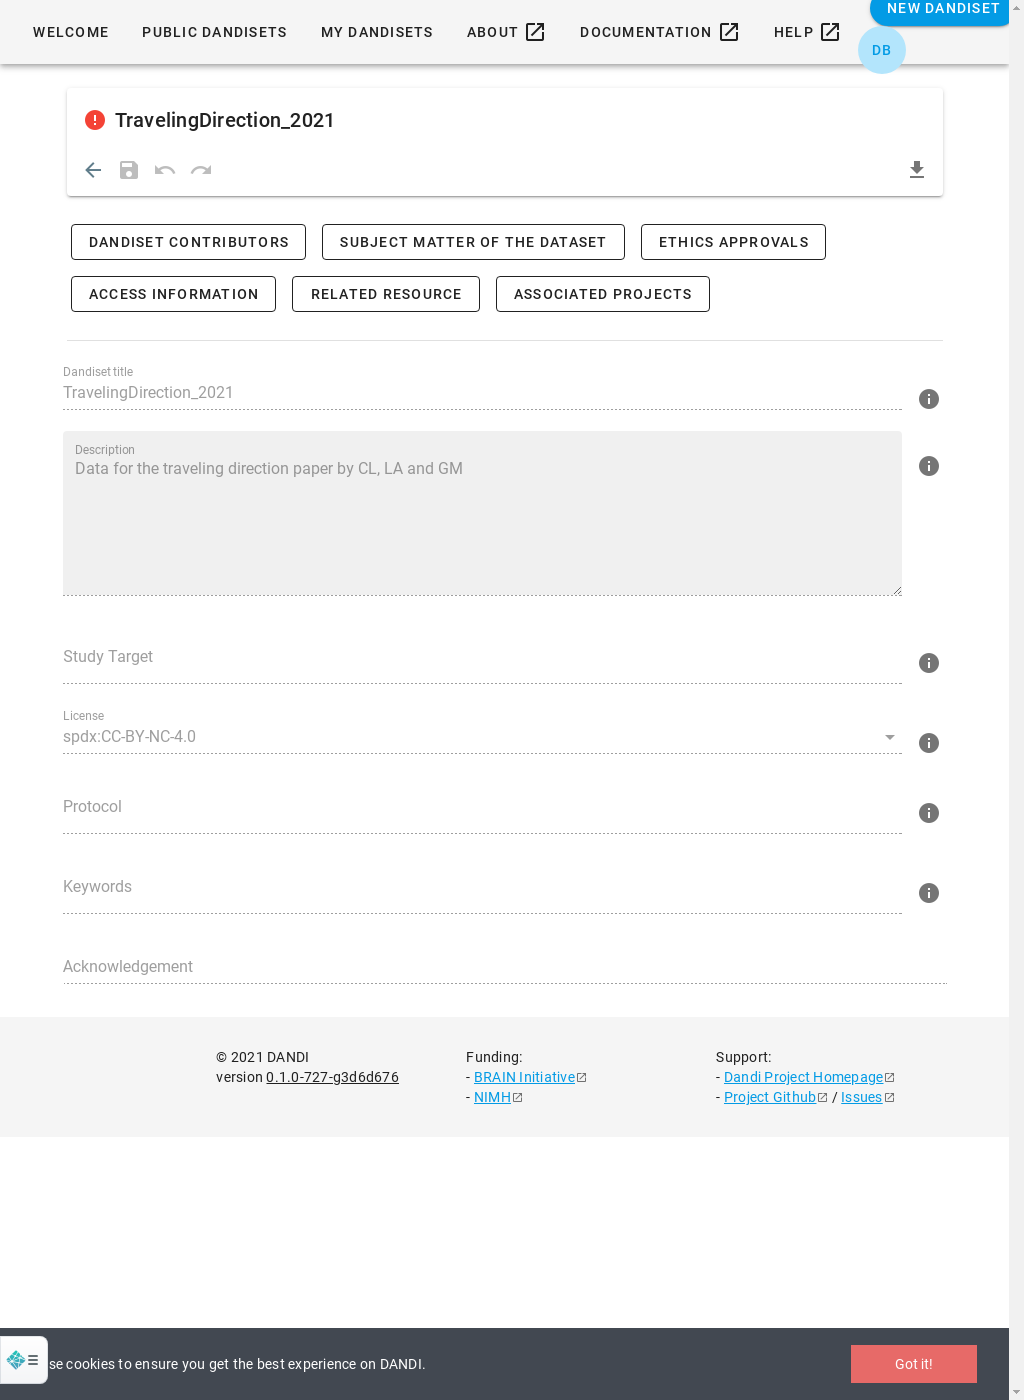 WELCOME PUBLIC DANDISETS MY DANDISETS ABOUT DOCUMENTATION HELP NEW DANDISET
DB
TravelingDirection_2021
DANDISET CONTRIBUTORS SUBJECT MATTER OF THE DATASET ETHICS APPROVALS
ACCESS INFORMATION RELATED RESOURCE ASSOCIATED PROJECTS
Dandiset title
TravelingDirection_2021
Description
Data for the traveling direction paper by CL, LA and GM
Study Target
License
spdx:CC-BY-NC-4.0
Protocol
Keywords
Acknowledgement
© 2021 DANDI
version 0.1.0-727-g3d6d676
Funding:
- BRAIN Initiative
- NIMH
Support:
- Dandi Project Homepage
- Project Github / Issues
se cookies to ensure you get the best experience on DANDI.
Got it!